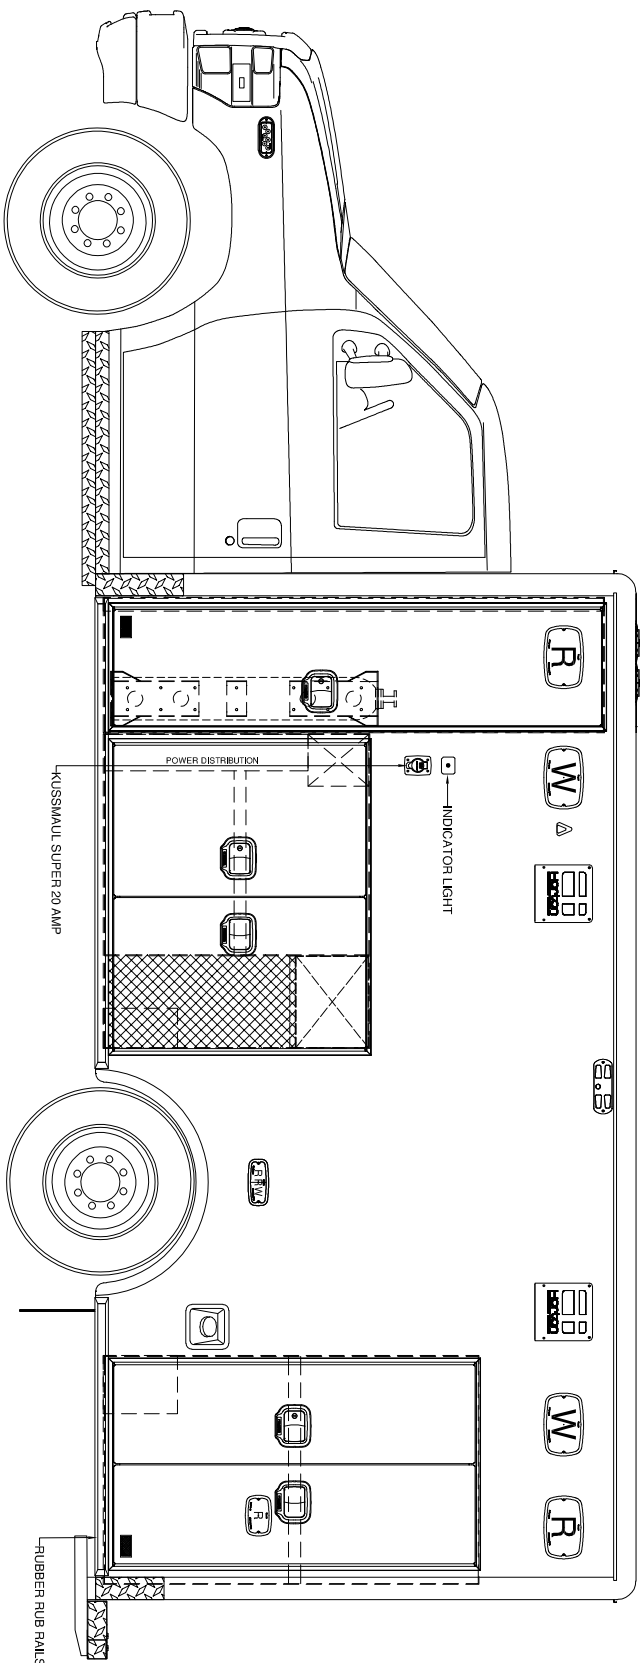 R
W
W
R
INDICATOR LIGHT
POWER DISTRIBUTION
R
KUSSMAUL SUPER 20 AMP
RUBBER RUB RAILS